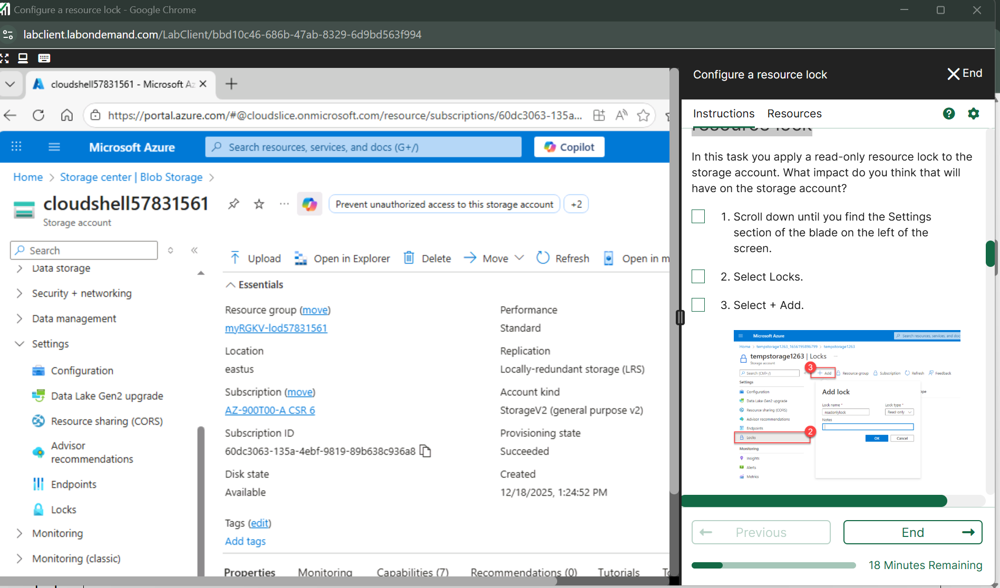 Configure a resource lock - Google Chrome
labclient.labondemand.com/LabClient/bbd10c46-686b-47ab-8329-6d9bd563f994
cloudshell57831561 - Microsoft Az
https://portal.azure.com/#@cloudslice.onmicrosoft.com/resource/subscriptions/60dc3063-135a...
Microsoft Azure
Search resources, services, and docs (G+/)
Copilot
Home > Storage center | Blob Storage >
cloudshell57831561
Storage account
Prevent unauthorized access to this storage account
+2
Search
Data storage
Security + networking
Data management
Settings
Configuration
Data Lake Gen2 upgrade
Resource sharing (CORS)
Advisor
recommendations
Endpoints
Locks
Monitoring
Monitoring (classic)
Upload
Open in Explorer
Delete
Move
Refresh
Open in m
Essentials
Resource group (move)
myRGKV-lod57831561
Location
eastus
Subscription (move)
AZ-900T00-A CSR 6
Subscription ID
60dc3063-135a-4ebf-9819-89b638c936a8
Disk state
Available
Performance
Standard
Replication
Locally-redundant storage (LRS)
Account kind
StorageV2 (general purpose v2)
Provisioning state
Succeeded
Created
12/18/2025, 1:24:52 PM
Tags (edit)
Add tags
Properties
Monitoring
Capabilities (7)
Recommendations (0)
Tutorials
Configure a resource lock
End
Instructions
Resources
resource lock
In this task you apply a read-only resource lock to the
storage account. What impact do you think that will
have on the storage account?
1. Scroll down until you find the Settings
section of the blade on the left of the
screen.
2. Select Locks.
3. Select + Add.
Microsoft Azure
Search resources, services, and doc
Home > tempstorage1263_1656195896799 > tempstorage1263
tempstorage1263 | Locks
Storage account
Search (Ctrl+/)
3
+ Add
Resource group
Subscription
Refresh
Feedback
Settings
Configuration
Data Lake Gen2 upgrade
Resource sharing (CORS)
Advisor recommendations
Endpoints
Locks
2
Monitoring
Insights
Alerts
Metrics
Add lock
Lock name *
Lock type *
readonlylock
Read-only
Notes
OK
Cancel
Previous
End
18 Minutes Remaining